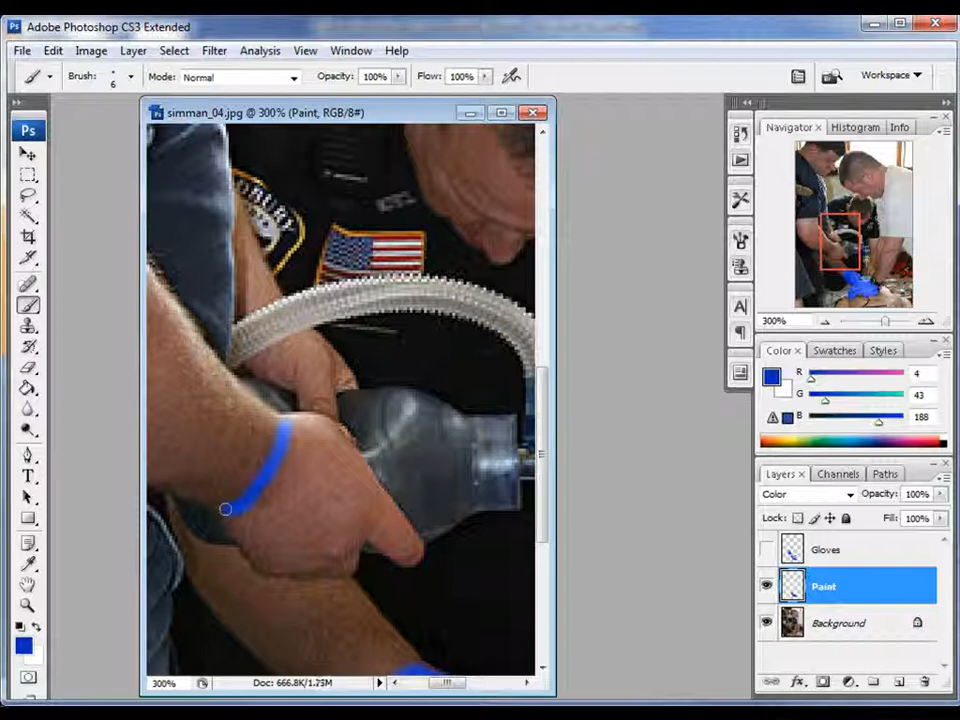 Adobe Photoshop CS3 Extended
File Edit Image Layer Select Filter Analysis View Window Help
Brush: 6 Mode: Normal Opacity: 100% Flow: 100% Workspace
simman_04.jpg @ 300% (Paint, RGB/8#)
Ps
Navigator Histogram Info
300%
Color Swatches Styles
R 4
G 43
B 188
Layers Channels Paths
Color Opacity: 100%
Lock: Fill: 100%
Gloves
Paint
Background
300% Doc: 666.8K/1.75M